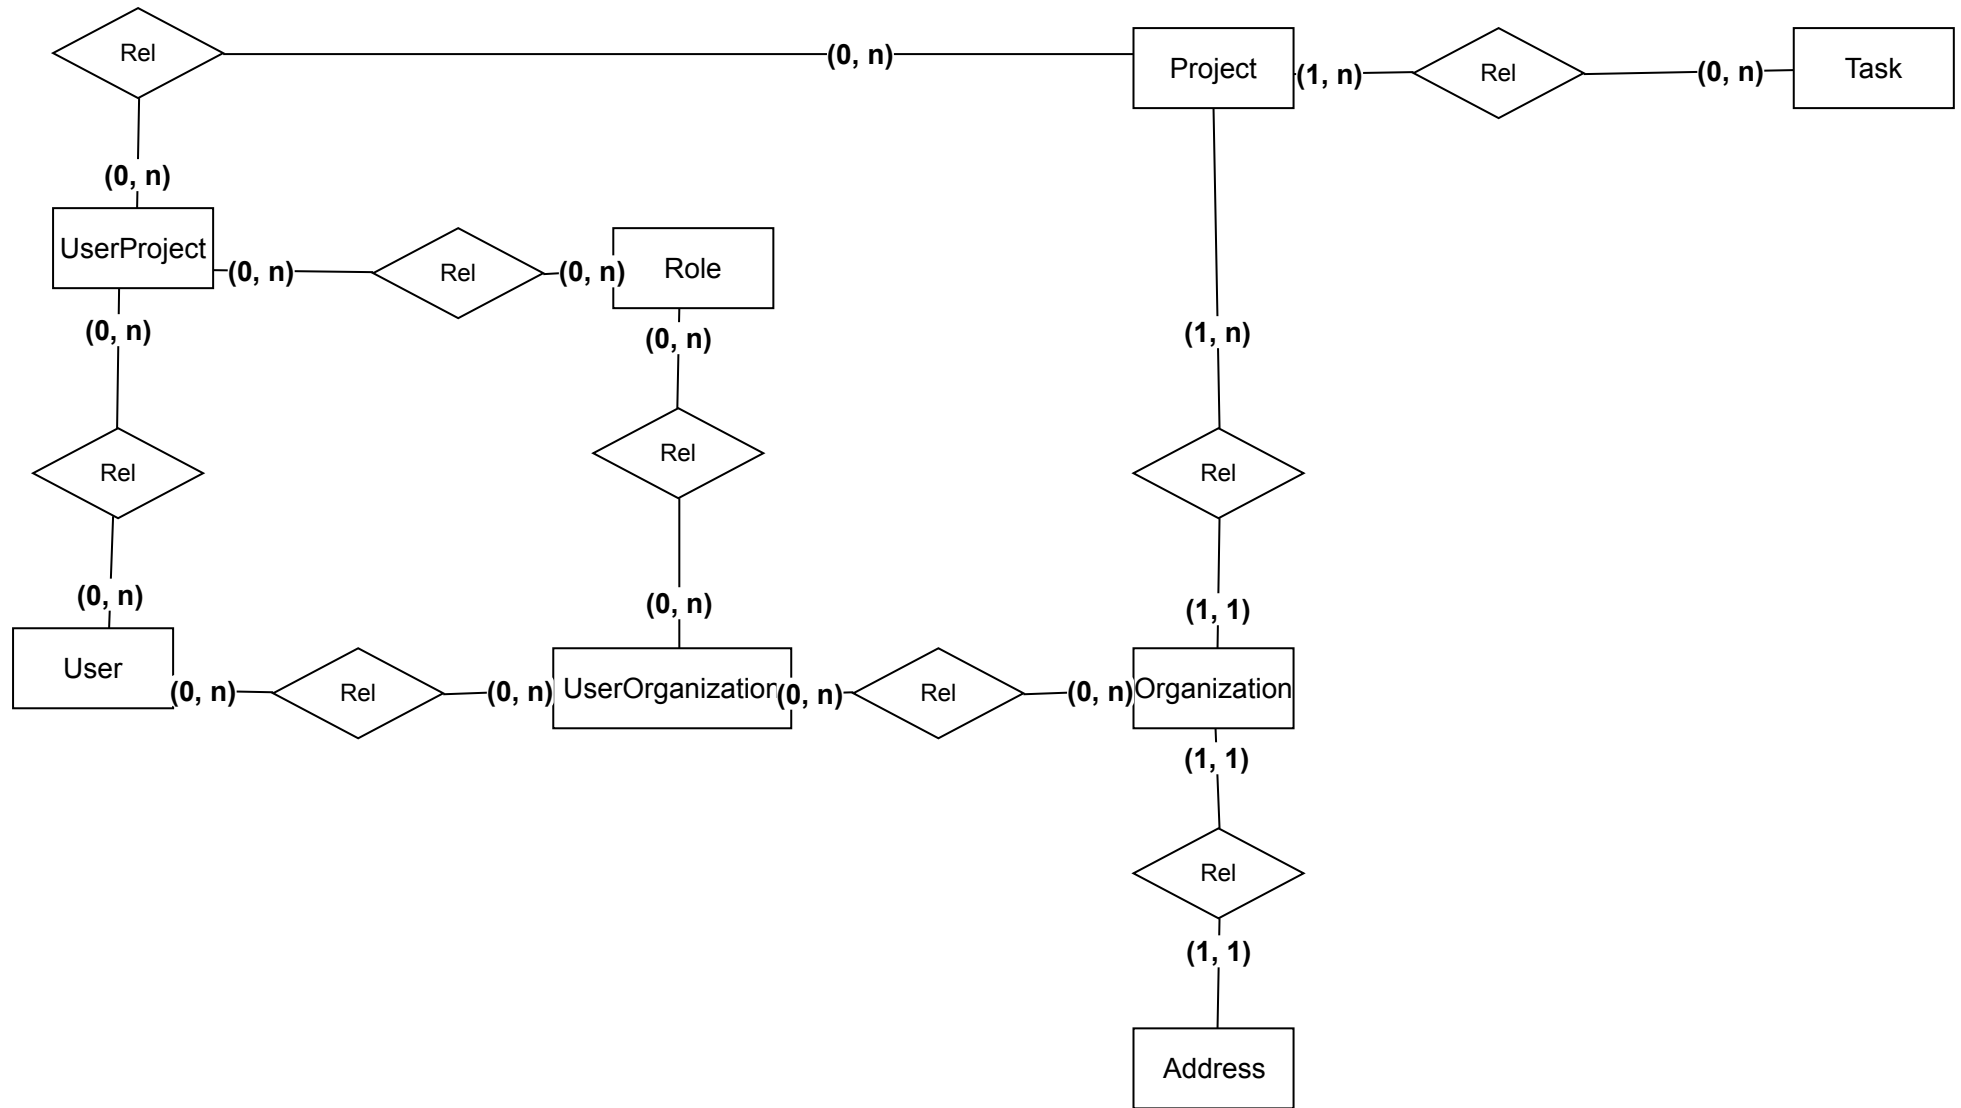 Rel
(0, n)
Project
(1, n)
Rel
(0, n)
Task
(0, n)
UserProject
(0, n)
Rel
(0, n)
Role
(0, n)
(0, n)
(1, n)
Rel
Rel
Rel
(0, n)
(0, n)
(1, 1)
User
(0, n)
Rel
(0, n)
UserOrganization
(0, n)
Rel
(0, n)
Organization
(1, 1)
Rel
(1, 1)
Address